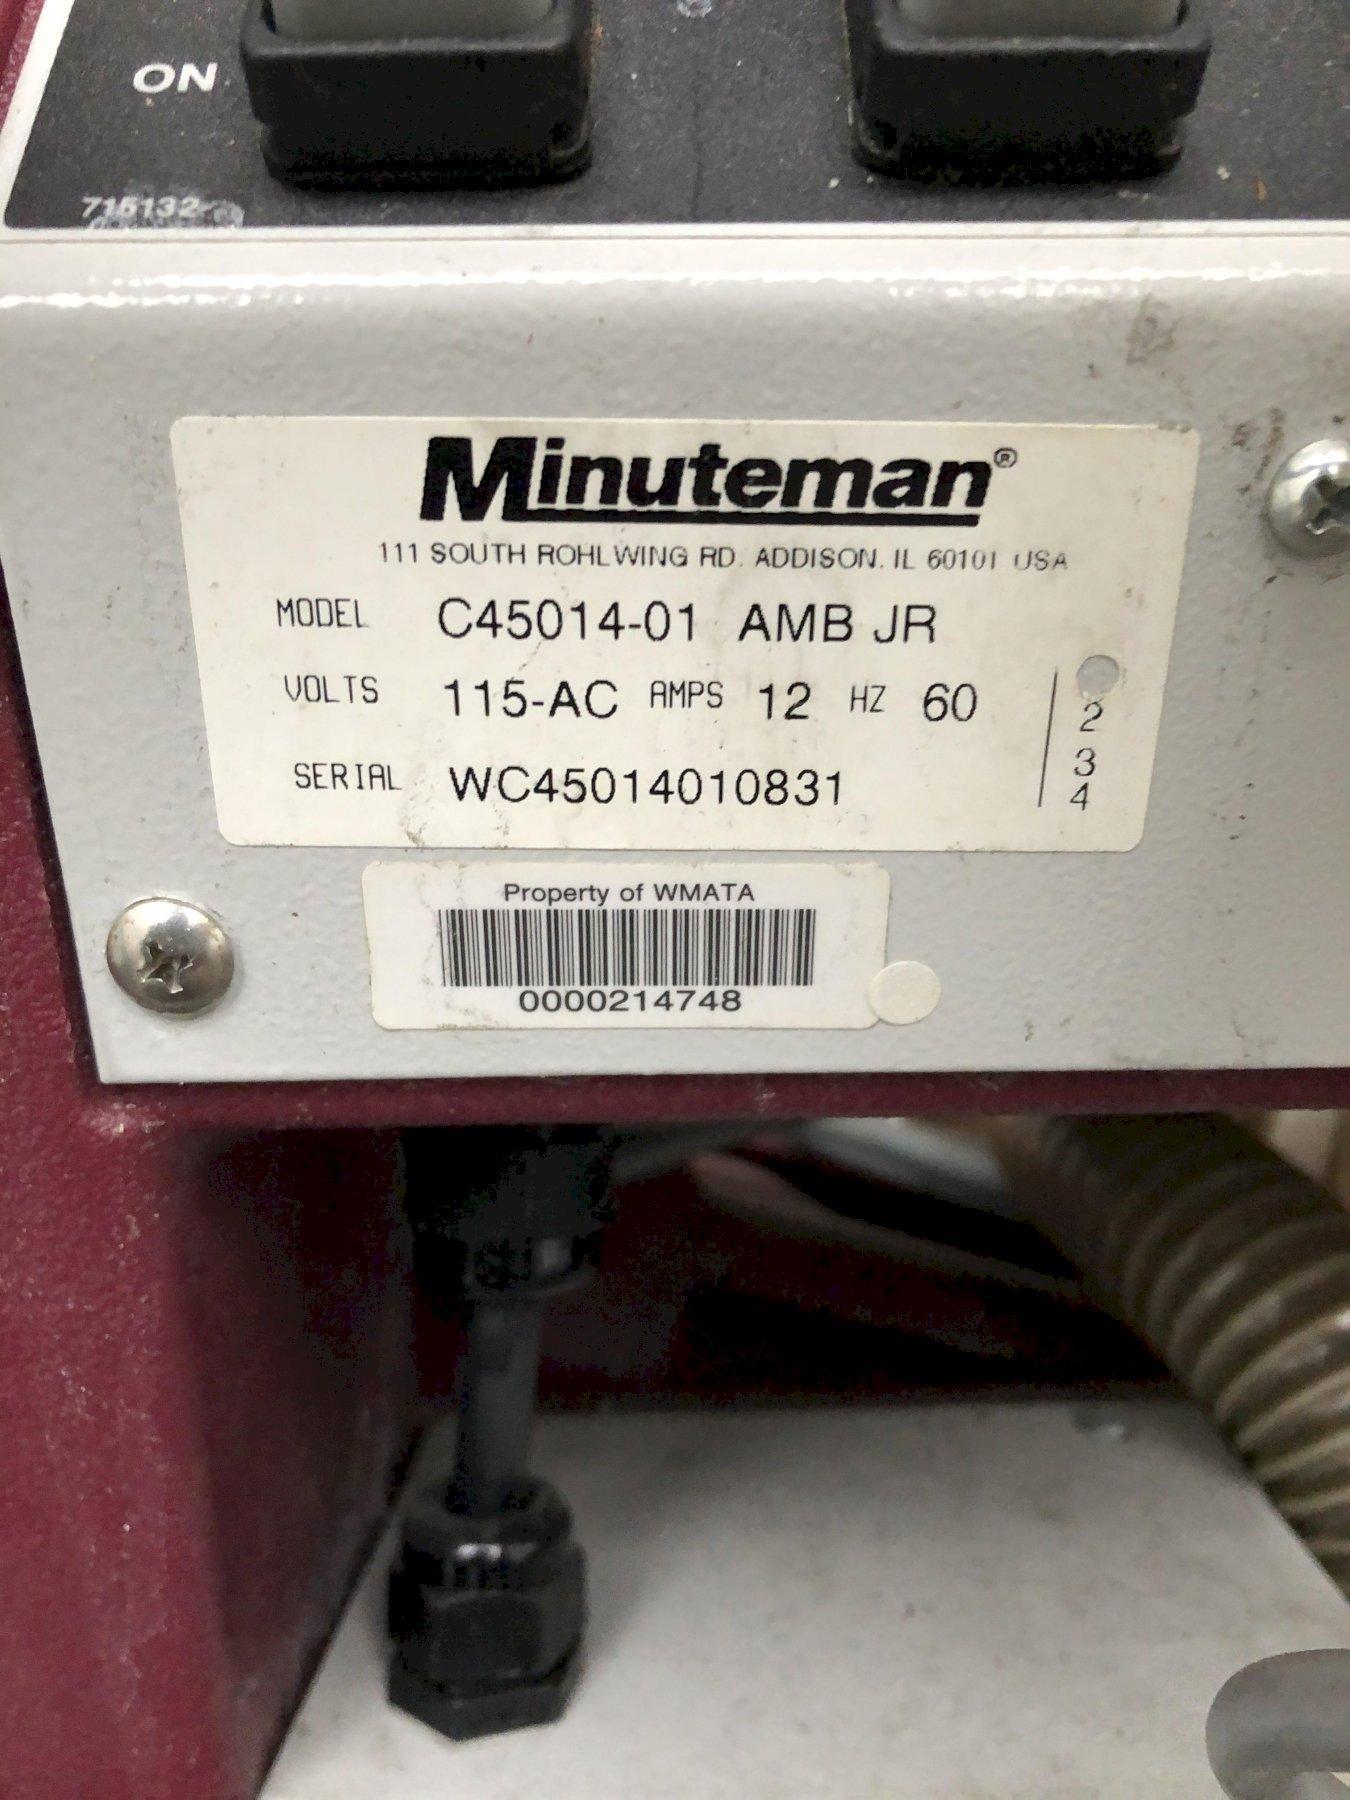 ON
715132
Minuteman®
111 SOUTH ROHLWING RD. ADDISON, IL 60101 USA
MODEL C45014-01 AMB JR
VOLTS 115-AC AMPS 12 HZ 60
SERIAL WC45014010831
2
3
4
Property of WMATA
0000214748